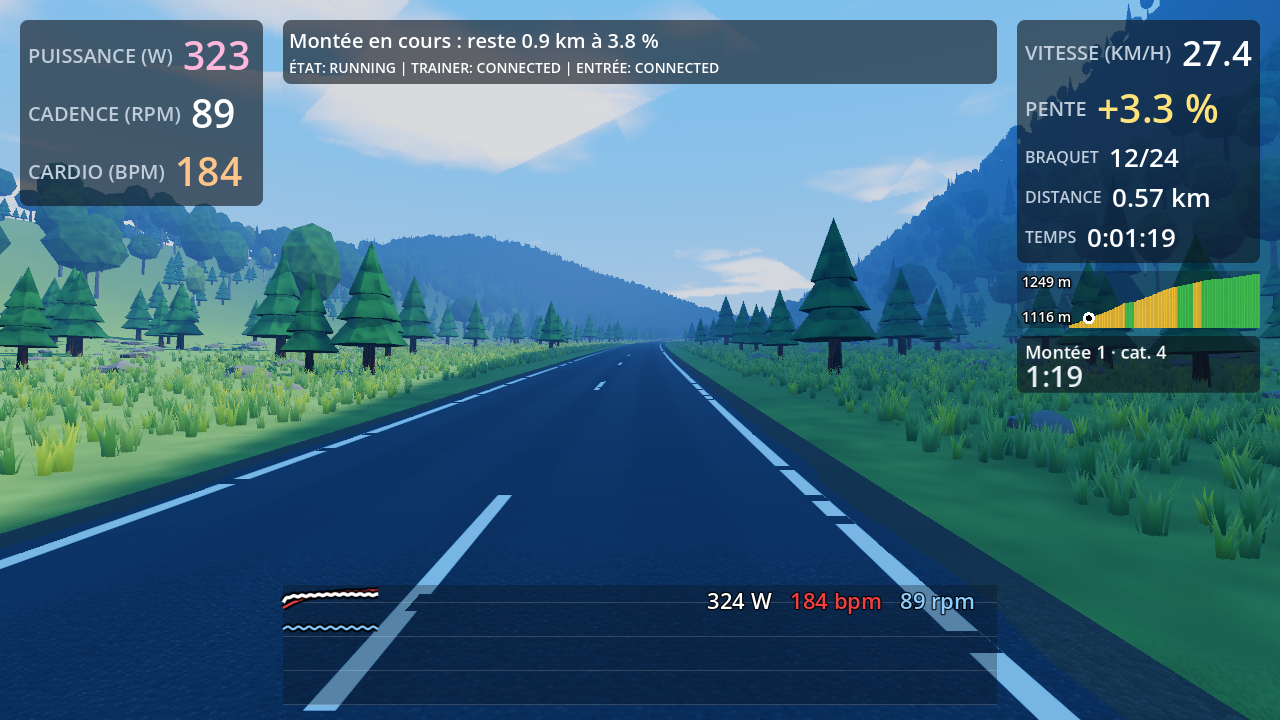 PUISSANCE (W) 323
CADENCE (RPM) 89
CARDIO (BPM) 184
Montée en cours : reste 0.9 km à 3.8 %
ÉTAT: RUNNING | TRAINER: CONNECTED | ENTRÉE: CONNECTED
VITESSE (KM/H) 27.4
PENTE +3.3 %
BRAQUET 12/24
DISTANCE 0.57 km
TEMPS 0:01:19
1249 m
1116 m
Montée 1 · cat. 4
1:19
324 W 184 bpm 89 rpm